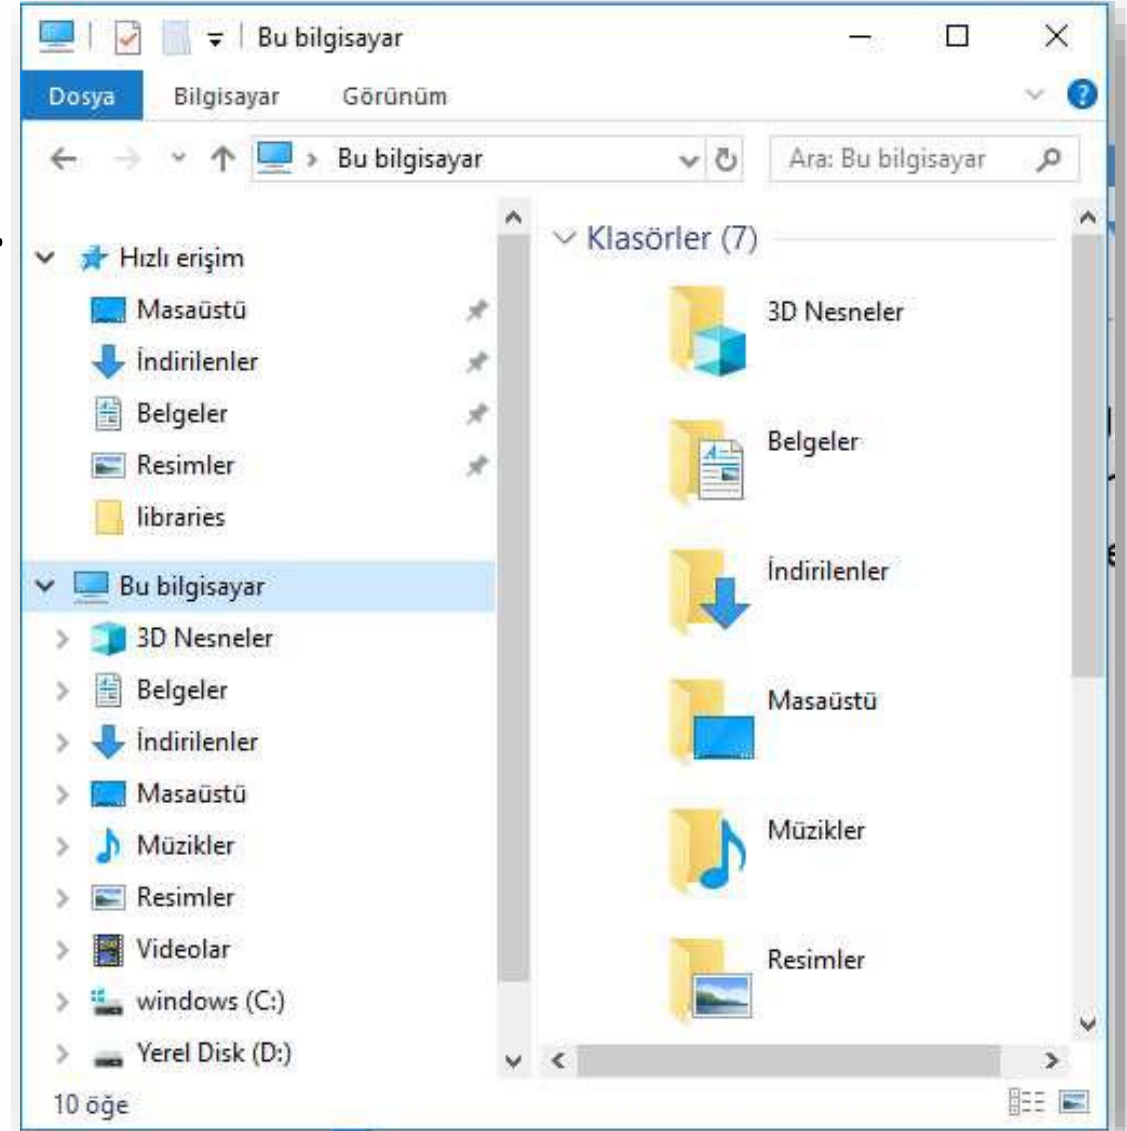 Bu bilgisayar
Dosya Bilgisayar Görünüm
Bu bilgisayar Ara: Bu bilgisayar
Hızlı erişim
Masaüstü
İndirilenler
Belgeler
Resimler
libraries
Bu bilgisayar
3D Nesneler
Belgeler
İndirilenler
Masaüstü
Müzikler
Resimler
Videolar
windows (C:)
Yerel Disk (D:)
Klasörler (7)
3D Nesneler
Belgeler
İndirilenler
Masaüstü
Müzikler
Resimler
10 öğe